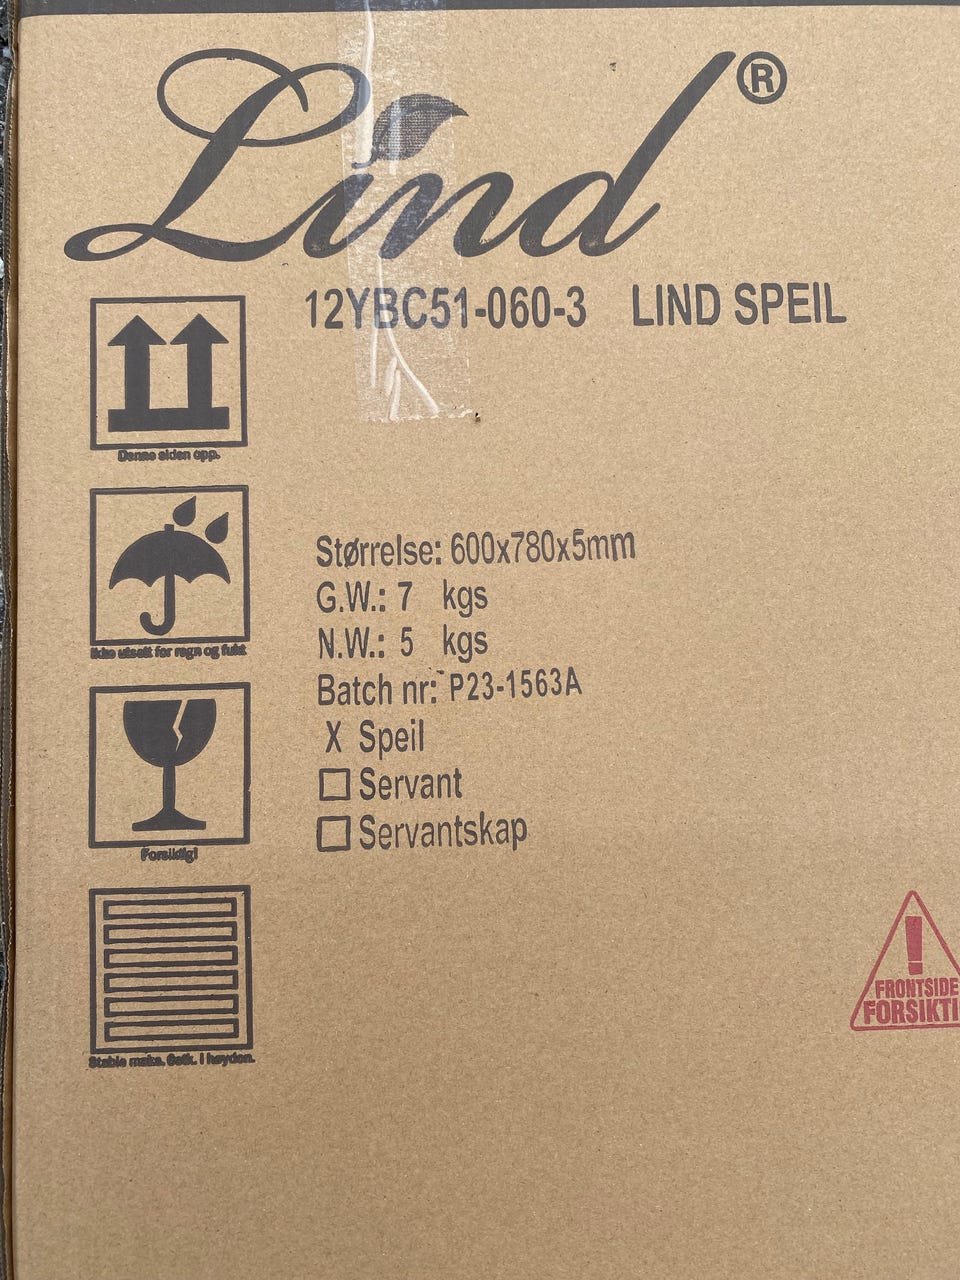 Lind®
12YBC51-060-3 LIND SPEIL
Denne siden opp.
Størrelse: 600x780x5mm
G.W.: 7 kgs
N.W.: 5 kgs
Ikke utsett for regn og fukt
Batch nr: P23-1563A
X Speil
Servant
Servantskap
Forsiktig!
FRONTSIDE
FORSIKTI
Stable maks. 6stk. i høyden.